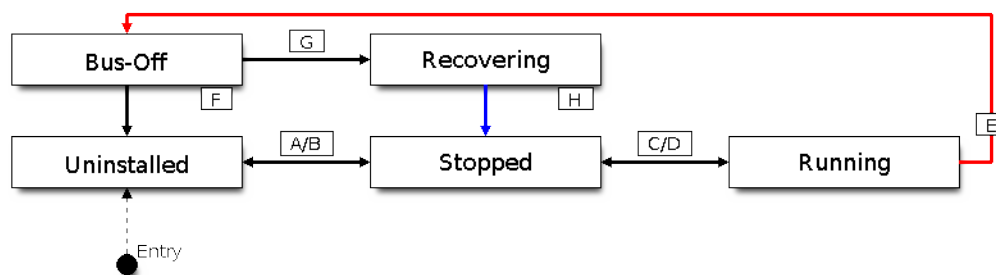 G
Bus-Off
Recovering
F
H
E
A/B
C/D
Uninstalled
Stopped
Running
Entry